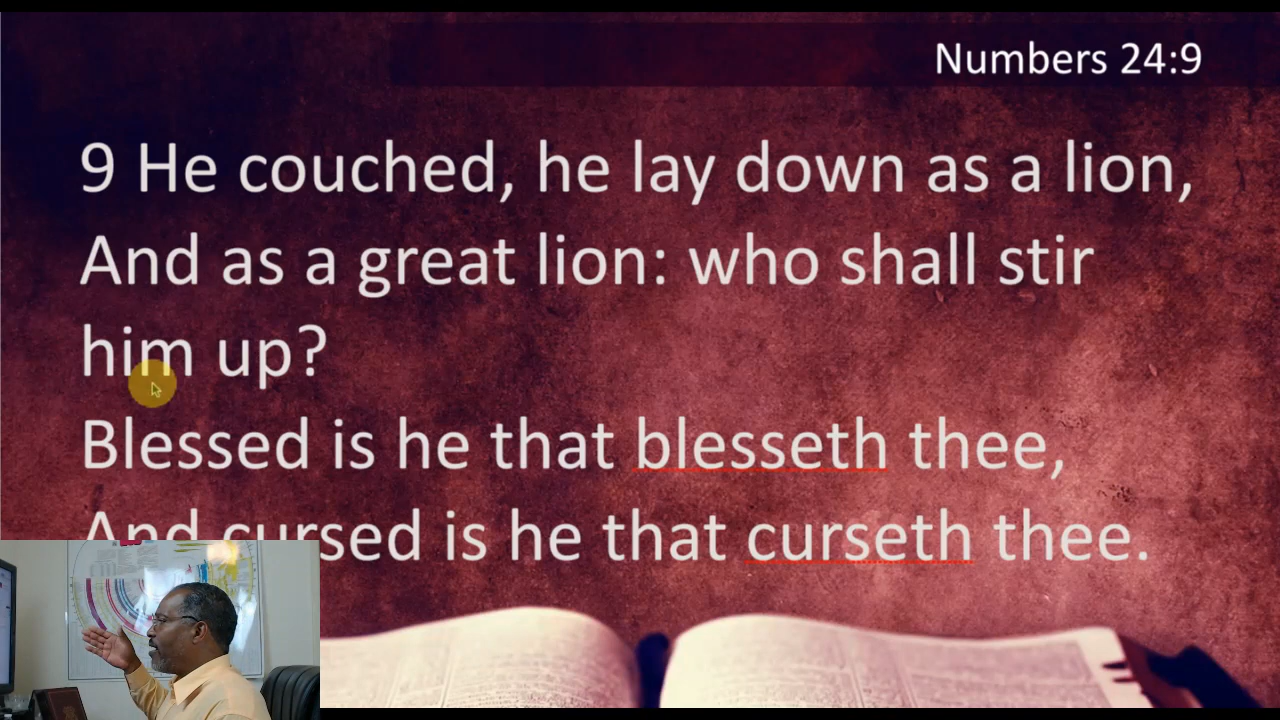 Numbers 24:9
9 He couched, he lay down as a lion,
And as a great lion: who shall stir
him up?
Blessed is he that blesseth thee,
And cursed is he that curseth thee.